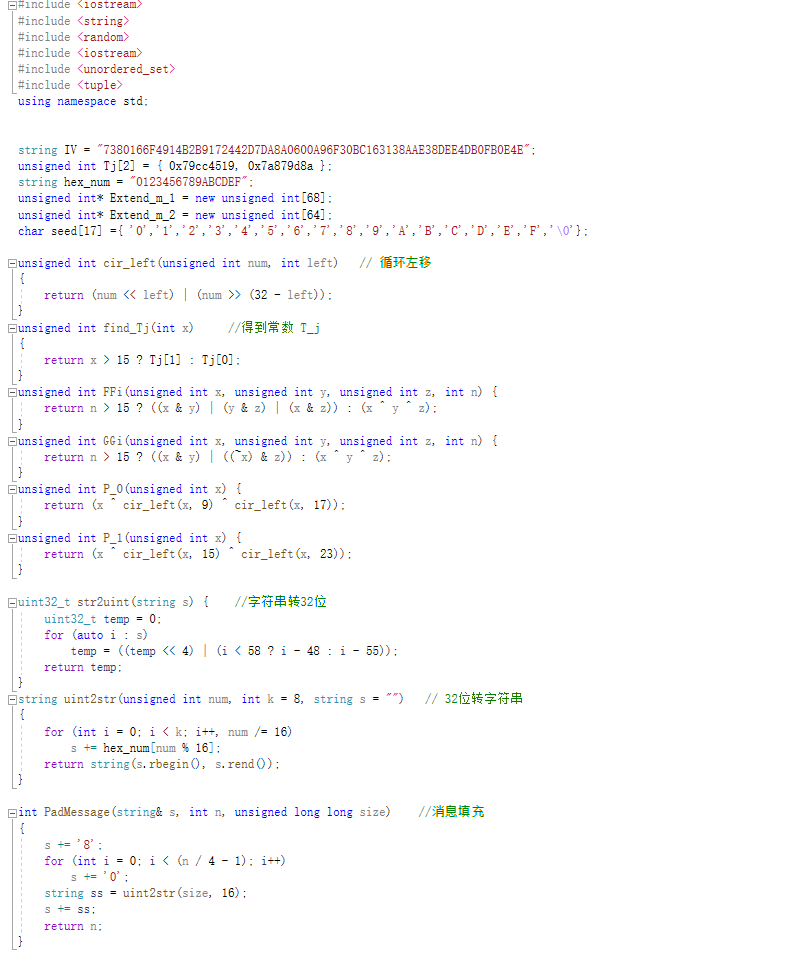 #include <iostream>
#include <string>
#include <random>
#include <iostream>
#include <unordered_set>
#include <tuple>
using namespace std;
string IV = "7380166F4914B2B9172442D7DA8A0600A96F30BC163138AAE38DEE4DB0FB0E4E";
unsigned int Tj[2] = { 0x79cc4519, 0x7a879d8a };
string hex_num = "0123456789ABCDEF";
unsigned int* Extend_m_1 = new unsigned int[68];
unsigned int* Extend_m_2 = new unsigned int[64];
char seed[17] ={ '0','1','2','3','4','5','6','7','8','9','A','B','C','D','E','F','\0'};
unsigned int cir_left(unsigned int num, int left)   // 循环左移
{
    return (num << left) | (num >> (32 - left));
}
unsigned int find_Tj(int x)     //得到常数 T_j
{
    return x > 15 ? Tj[1] : Tj[0];
}
unsigned int FFi(unsigned int x, unsigned int y, unsigned int z, int n) {
    return n > 15 ? ((x & y) | (y & z) | (x & z)) : (x ^ y ^ z);
}
unsigned int GGi(unsigned int x, unsigned int y, unsigned int z, int n) {
    return n > 15 ? ((x & y) | ((~x) & z)) : (x ^ y ^ z);
}
unsigned int P_0(unsigned int x) {
    return (x ^ cir_left(x, 9) ^ cir_left(x, 17));
}
unsigned int P_1(unsigned int x) {
    return (x ^ cir_left(x, 15) ^ cir_left(x, 23));
}
uint32_t str2uint(string s) {    //字符串转32位
    uint32_t temp = 0;
    for (auto i : s)
        temp = ((temp << 4) | (i < 58 ? i - 48 : i - 55));
    return temp;
}
string uint2str(unsigned int num, int k = 8, string s = "")   // 32位转字符串
{
    for (int i = 0; i < k; i++, num /= 16)
        s += hex_num[num % 16];
    return string(s.rbegin(), s.rend());
}
int PadMessage(string& s, int n, unsigned long long size)    //消息填充
{
    s += '8';
    for (int i = 0; i < (n / 4 - 1); i++)
        s += '0';
    string ss = uint2str(size, 16);
    s += ss;
    return n;
}